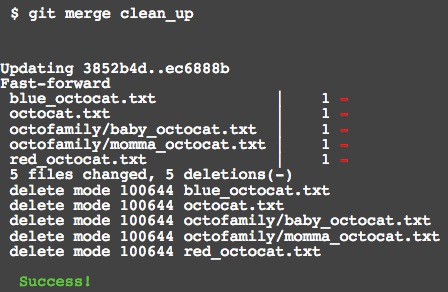 $ git merge clean_up
Updating 3852b4d..ec6888b
Fast-forward
blue_octocat.txt | 1 -
octocat.txt | 1 -
octofamily/baby_octocat.txt | 1 -
octofamily/momma_octocat.txt | 1 -
red_octocat.txt | 1 -
5 files changed, 5 deletions(-)
delete mode 100644 blue_octocat.txt
delete mode 100644 octocat.txt
delete mode 100644 octofamily/baby_octocat.txt
delete mode 100644 octofamily/momma_octocat.txt
delete mode 100644 red_octocat.txt
Success!